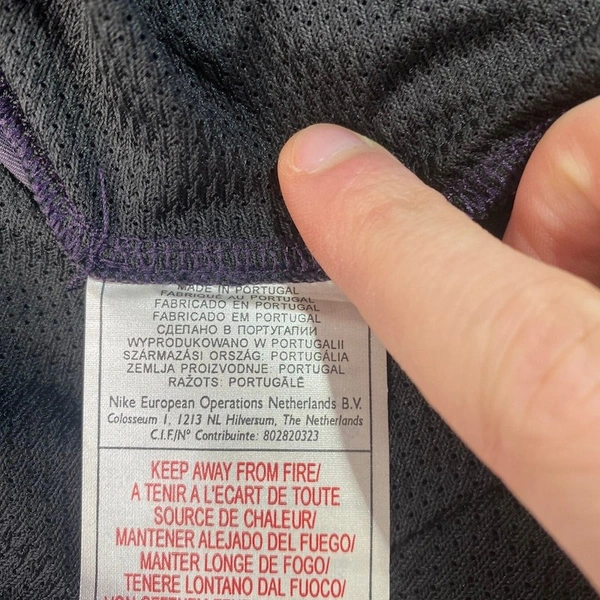 MADE IN PORTUGAL
FABRIQUÉ AU PORTUGAL
FABRICADO EN PORTUGAL
FABRICADO EM PORTUGAL
СДЕЛАНО В ПОРТУГАЛИИ
WYPRODUKOWANO W PORTUGALII
SZÁRMAZÁSI ORSZÁG: PORTUGÁLIA
ZEMLJA PROIZVODNJE: PORTUGAL
RAŽOTS: PORTUGĀLĒ
Nike European Operations Netherlands B.V.
Colosseum 1, 1213 NL Hilversum, The Netherlands
C.I.F./N° Contribuinte: 802820323
KEEP AWAY FROM FIRE/
A TENIR A L'ECART DE TOUTE
SOURCE DE CHALEUR/
MANTENER ALEJADO DEL FUEGO/
MANTER LONGE DE FOGO/
TENERE LONTANO DAL FUOCO/